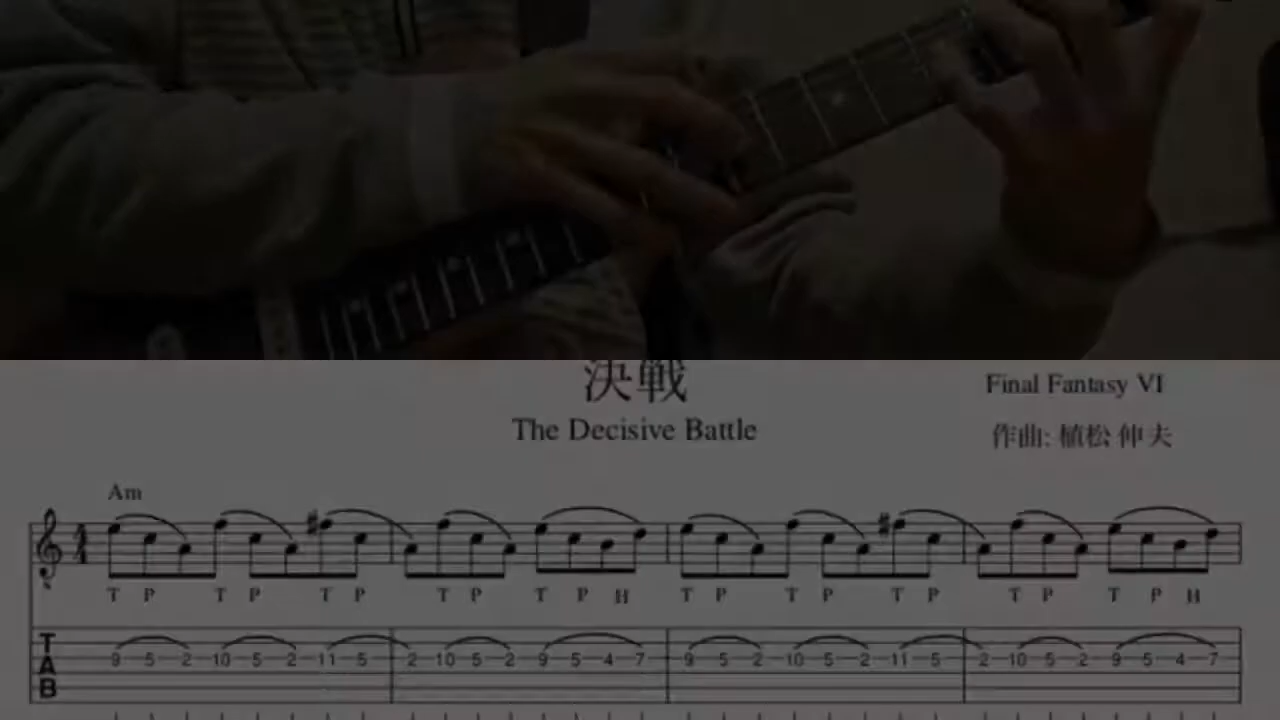 決戦
Final Fantasy VI
The Decisive Battle
作曲: 植松 伸夫
Am
4
4
T P T P T P T P T P H T P T P T P T P T P H
T 9 5 2 10 5 2 11 5 2 10 5 2 9 5 4 7 9 5 2 10 5 2 11 5 2 10 5 2 9 5 4 7
A
B